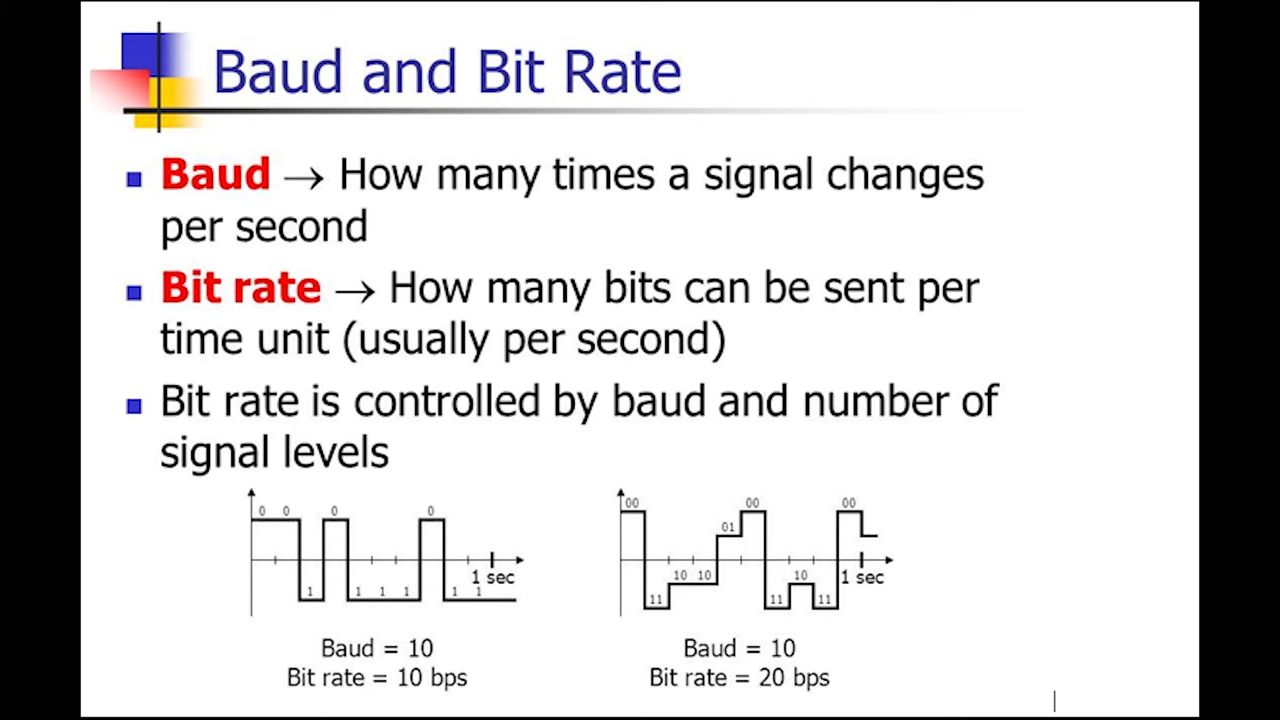 Baud and Bit Rate
Baud → How many times a signal changes
per second
Bit rate → How many bits can be sent per
time unit (usually per second)
Bit rate is controlled by baud and number of
signal levels
0 0 0 0
1 1 1 1 1 1
1 sec
Baud = 10
Bit rate = 10 bps
00 00 00
01
10 10 10
11 11 11
1 sec
Baud = 10
Bit rate = 20 bps